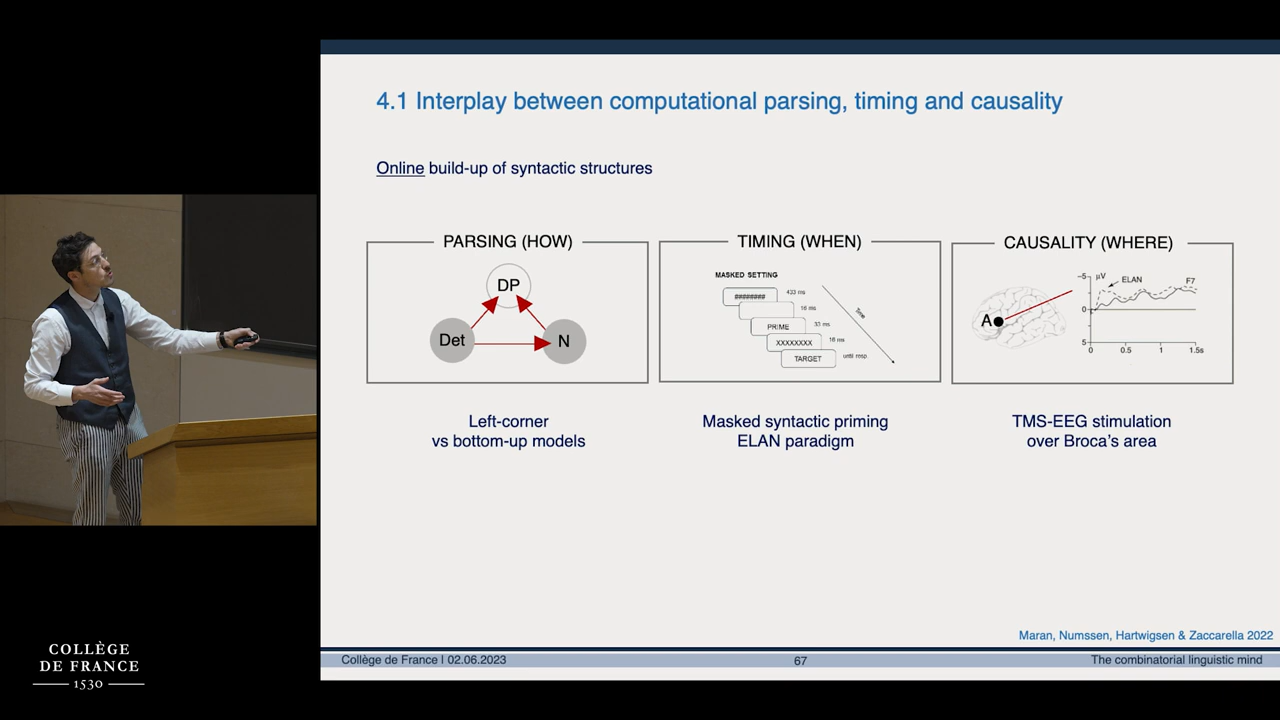 4.1 Interplay between computational parsing, timing and causality
Online build-up of syntactic structures
PARSING (HOW)
DP
Det
N
Left-corner
vs bottom-up models
TIMING (WHEN)
MASKED SETTING
########
433 ms
16 ms
PRIME
33 ms
XXXXXXXX
16 ms
TARGET
until resp.
time
Masked syntactic priming
ELAN paradigm
CAUSALITY (WHERE)
A
-5
μV
ELAN
F7
0
5
0
0.5
1
1.5s
TMS-EEG stimulation
over Broca's area
Maran, Numssen, Hartwigsen & Zaccarella 2022
Collège de France I 02.06.2023
67
The combinatorial linguistic mind
COLLÈGE
DE FRANCE
1530